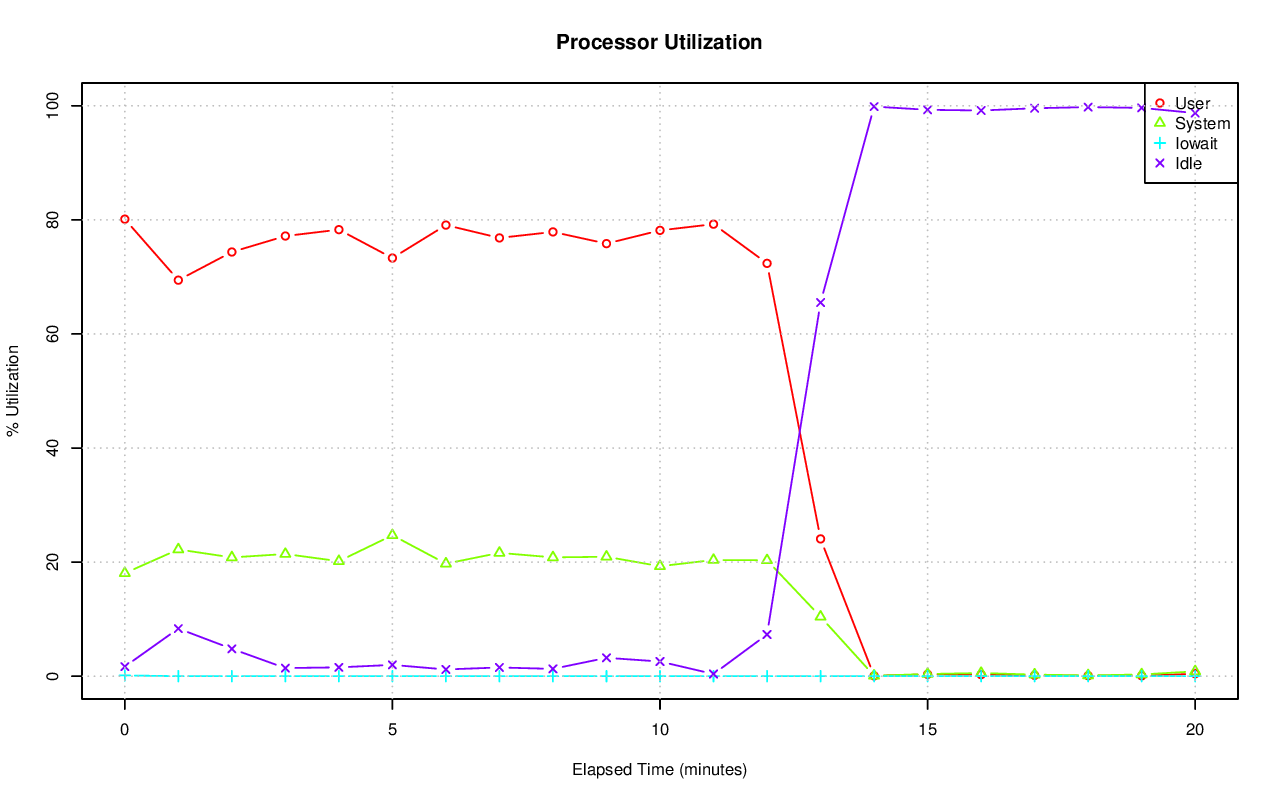 Processor Utilization
% Utilization
100
80
60
40
20
0
User
System
Iowait
Idle
0 5 10 15 20
Elapsed Time (minutes)